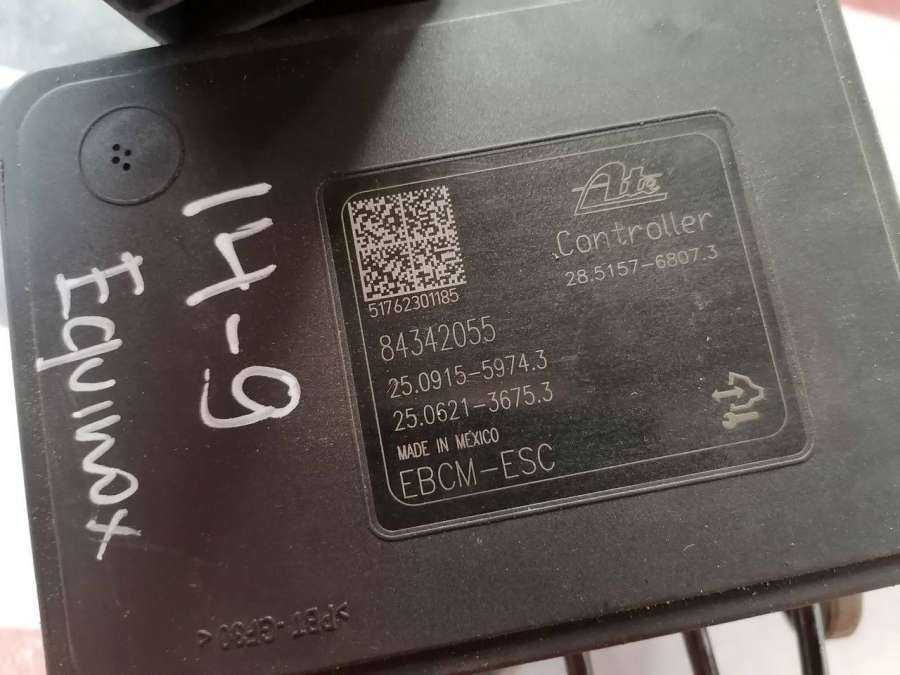 Ate
Controller
28.5157-6807.3
51762301185
84342055
25.0915-5974.3
25.0621-3675.3
MADE IN MEXICO
EBCM-ESC
14-9
Equinox
>PBT-GF30<